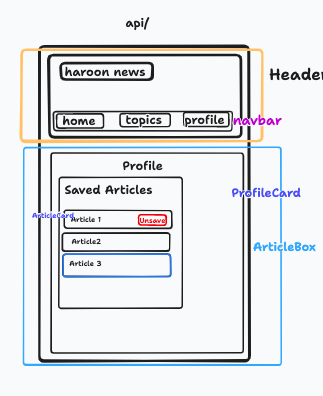 api/
haroon news
Header
home topics profile navbar
Profile
Saved Articles
ProfileCard
ArticleCard
Article 1 Unsave
Article2
ArticleBox
Article 3